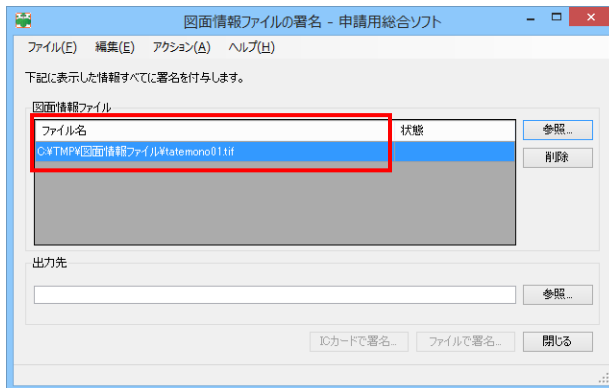 図面情報ファイルの署名 - 申請用総合ソフト
ファイル(F) 編集(E) アクション(A) ヘルプ(H)
下記に表示した情報すべてに署名を付与します。
図面情報ファイル
ファイル名 状態 参照...
C:¥TMP¥図面情報ファイル¥tatemono01.tif
削除
出力先
参照...
ICカードで署名... ファイルで署名... 閉じる